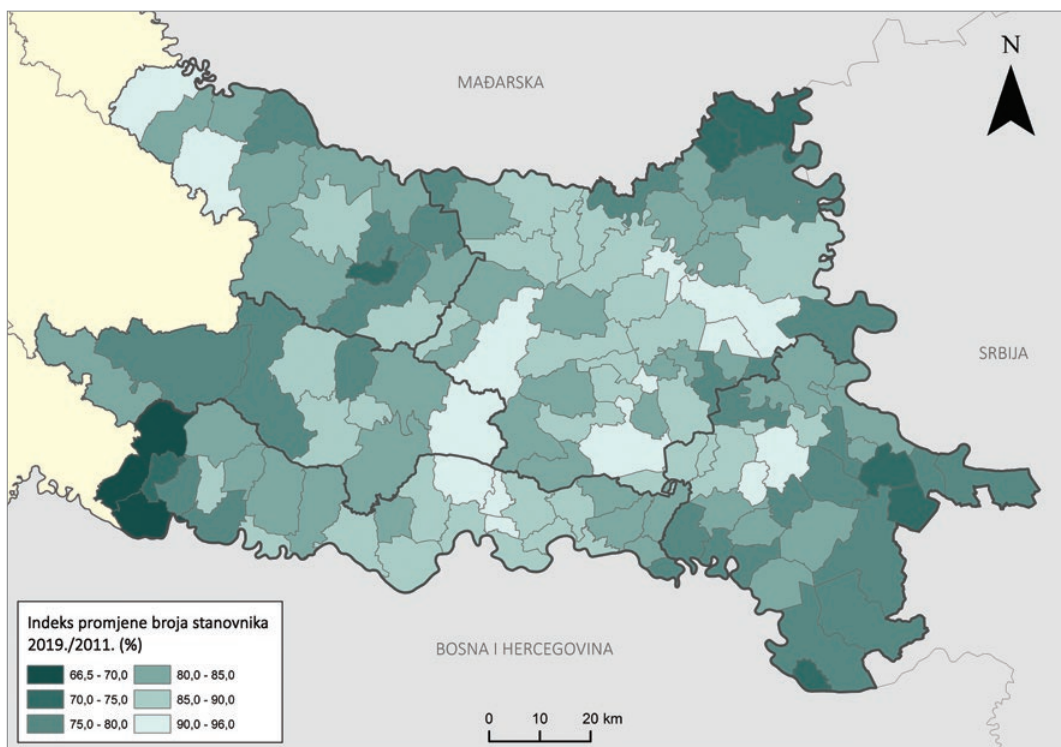 N
MAĐARSKA
SRBIJA
BOSNA I HERCEGOVINA
Indeks promjene broja stanovnika
2019./2011. (%)
66,5 - 70,0
80,0 - 85,0
70,0 - 75,0
85,0 - 90,0
75,0 - 80,0
90,0 - 96,0
0 10 20 km